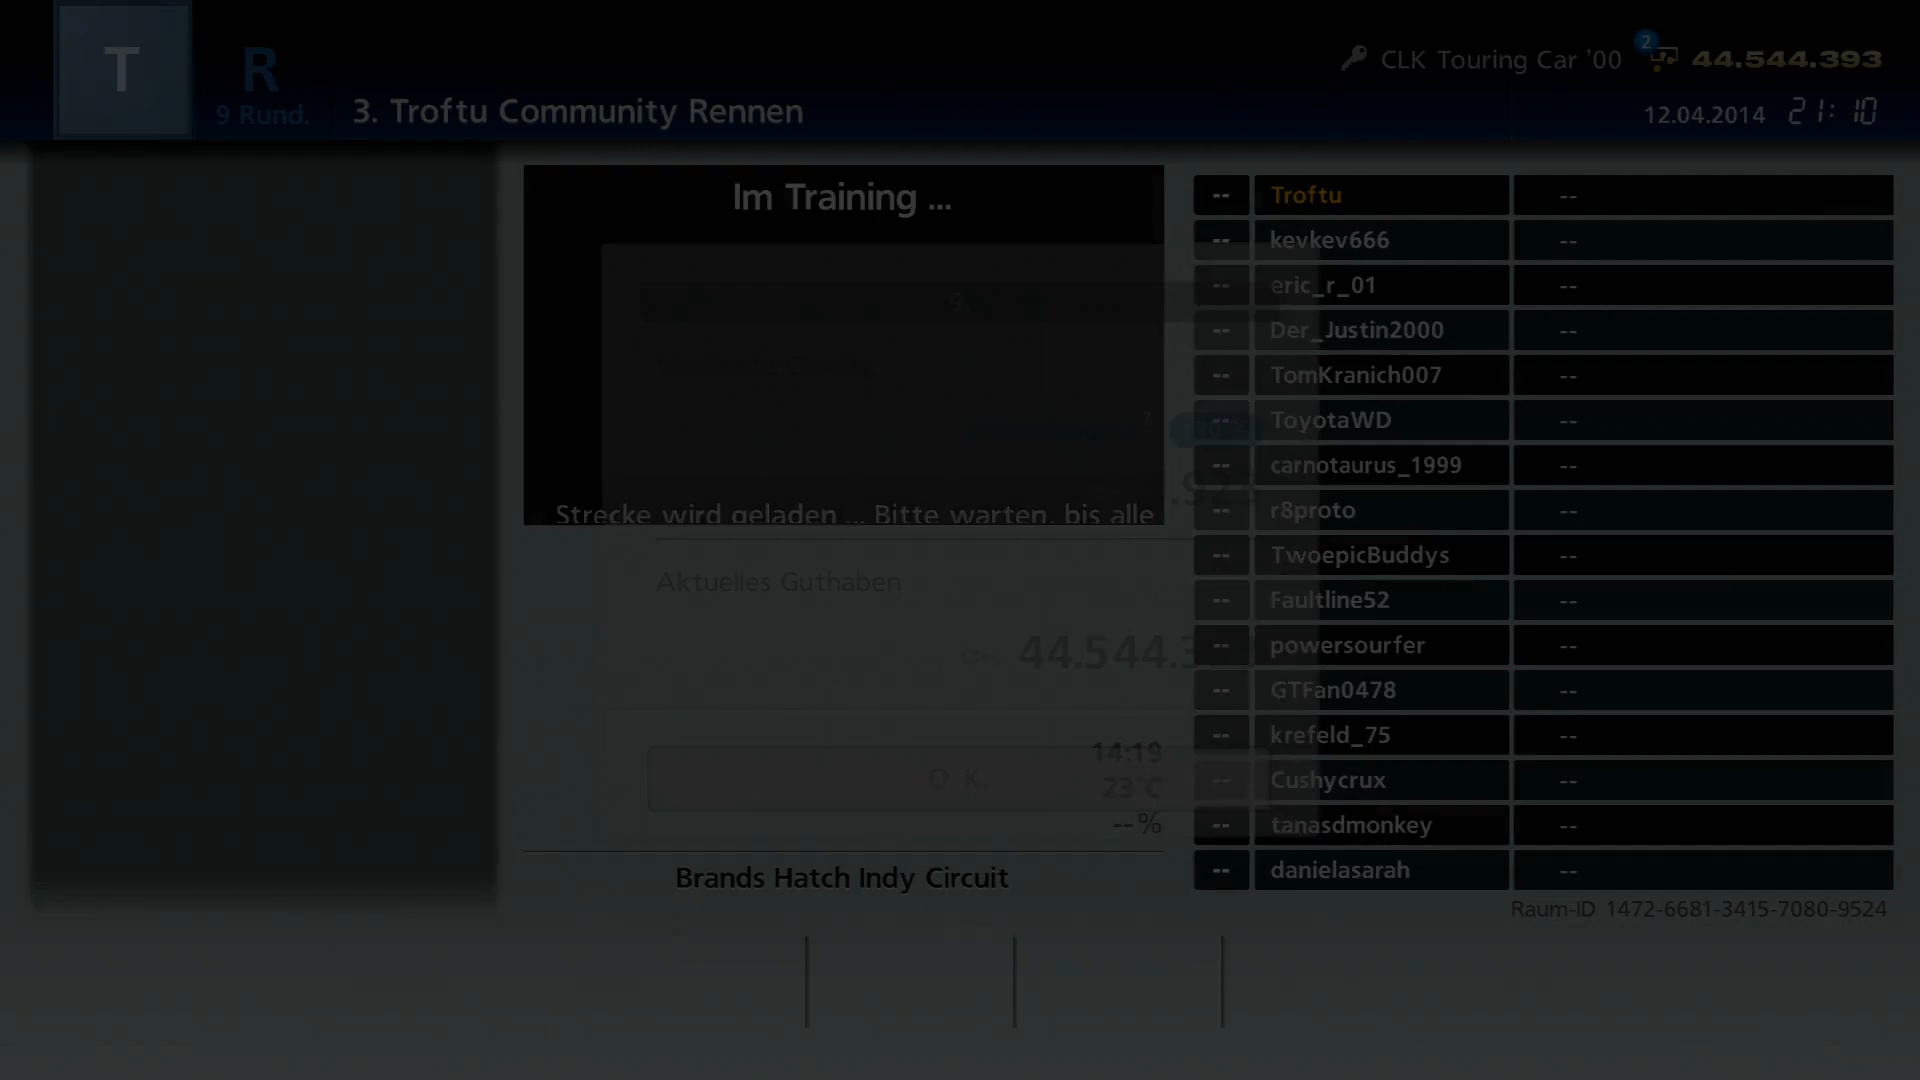 T
R
9 Rund.
3. Troftu Community Rennen
CLK Touring Car '00
2
44.544.393
12.04.2014 21:10
Im Training ...
9.
Strecke wird geladen ... Bitte warten, bis alle
Aktuelles Guthaben
44.544.3
O. K.
14:19
23°C
--%
Brands Hatch Indy Circuit
-- Troftu --
-- kevkev666 --
-- eric_r_01 --
-- Der_Justin2000 --
-- TomKranich007 --
-- ToyotaWD --
-- carnotaurus_1999 --
-- r8proto --
-- TwoepicBuddys --
-- Faultline52 --
-- powersourfer --
-- GTFan0478 --
-- krefeld_75 --
-- Cushycrux --
-- tanasdmonkey --
-- danielasarah --
Raum-ID 1472-6681-3415-7080-9524